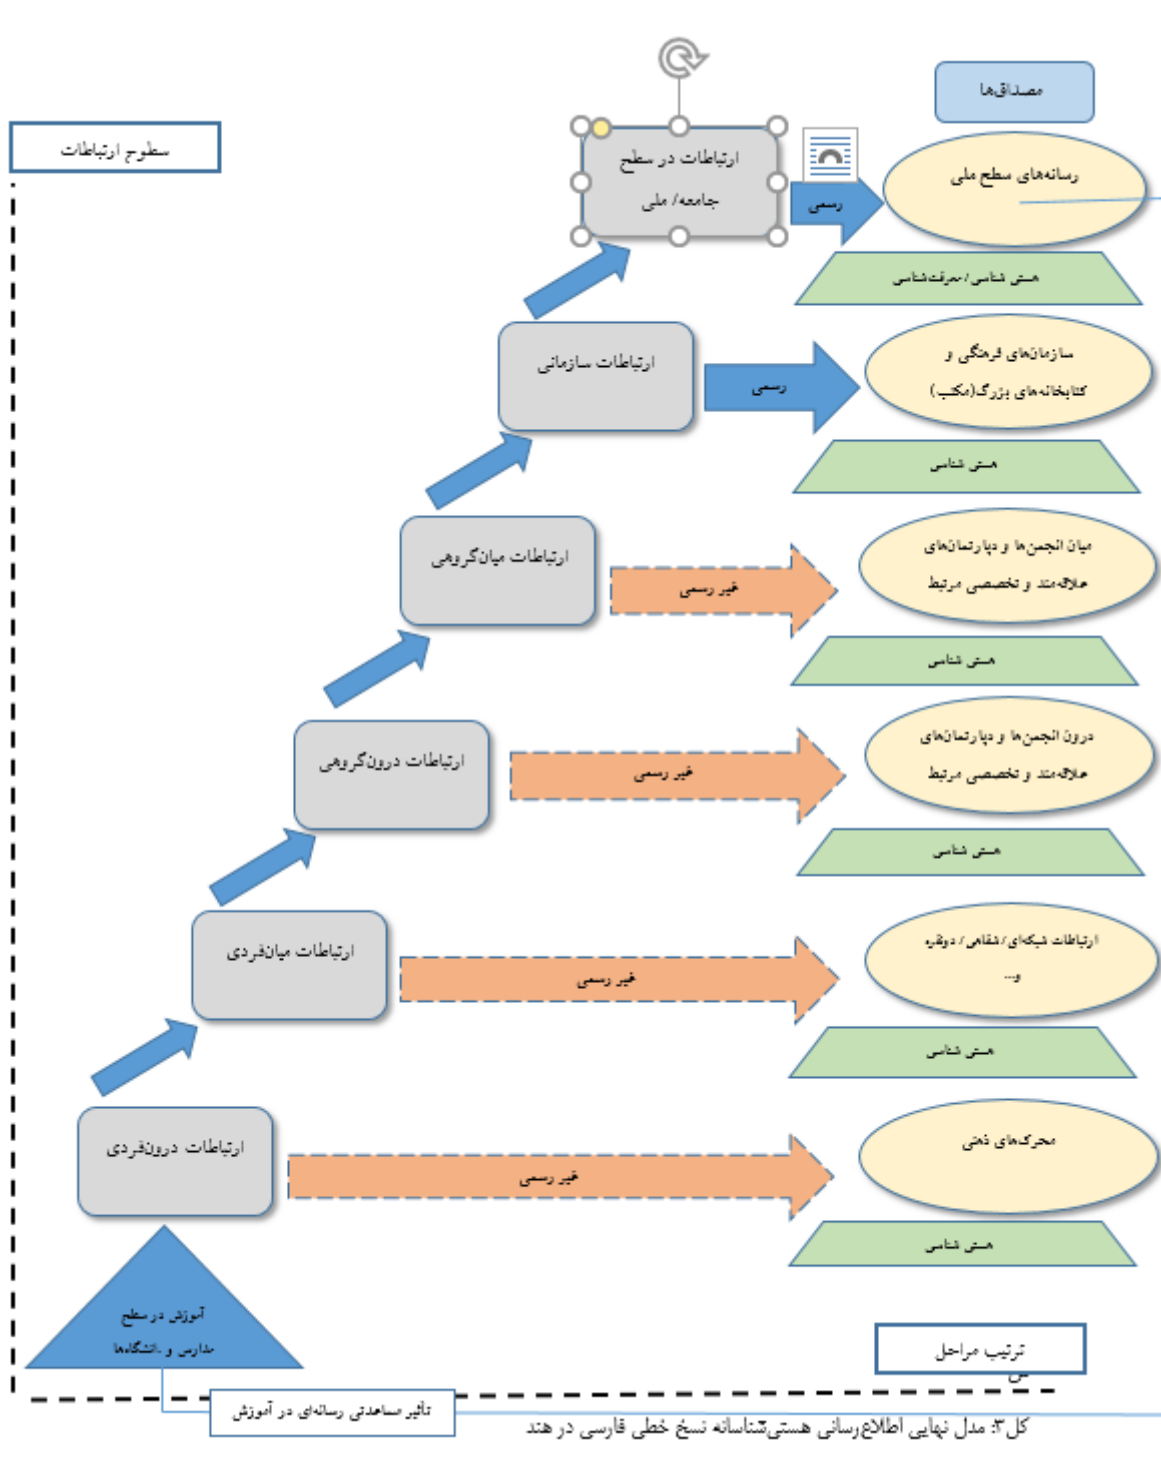 مصداق‌ها
سطوح ارتباطات
ارتباطات در سطح
جامعه/ ملی
رسمی
رسانه‌های سطح ملی
هستی شناسی/معرفت‌شناسی
ارتباطات سازمانی
رسمی
سازمان‌های فرهنگی و
کتابخانه‌های بزرگ(مکتب)
هستی شناسی
ارتباطات میان‌گروهی
غیر رسمی
میان انجمن‌ها و دپارتمان‌های
علاقه‌مند و تخصصی مرتبط
هستی شناسی
ارتباطات درون‌گروهی
غیر رسمی
درون انجمن‌ها و دپارتمان‌های
علاقه‌مند و تخصصی مرتبط
هستی شناسی
ارتباطات میان‌فردی
غیر رسمی
ارتباطات شبکه‌ای/شفاهی/دونفره
و...
هستی شناسی
ارتباطات درون‌فردی
غیر رسمی
محرک‌های ذهنی
هستی شناسی
آموزش در سطح
مدارس و دانشگاه‌ها
ترتیب مراحل
تأثیر مساعدتی رسانه‌ای در آموزش
کل۳: مدل نهایی اطلاع‌رسانی هستی‌شناسانه نسخ خطی فارسی در هند